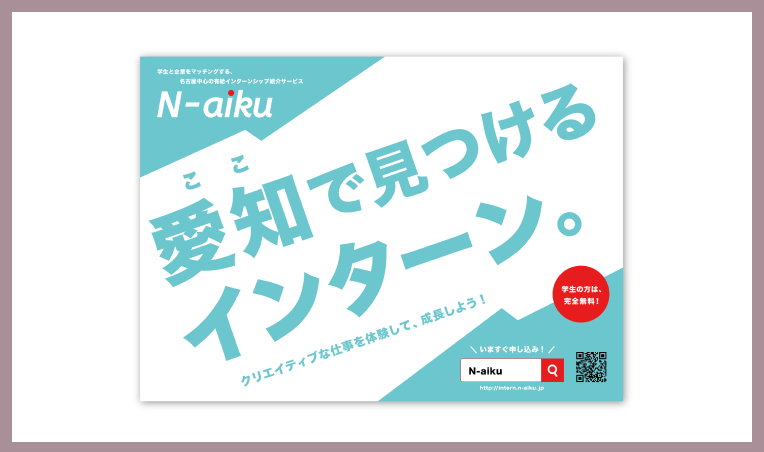 学生と企業をマッチングする、
名古屋中心の有給インターンシップ紹介サービス
N-aiku
ここ
愛知で見つける
インターン。
クリエイティブな仕事を体験して、成長しよう！
学生の方は、
完全無料！
＼ いますぐ申し込み！ ／
N-aiku
http://intern.n-aiku.jp